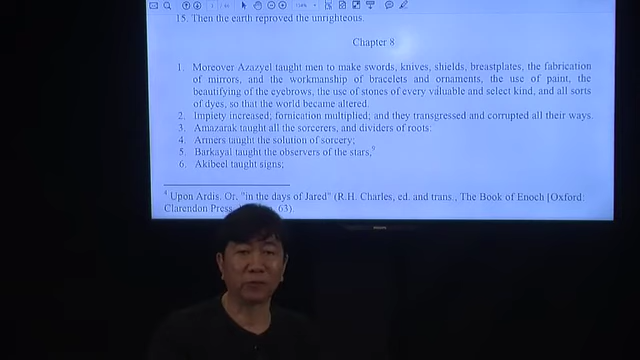 15. Then the earth reproved the unrighteous.
Chapter 8
1. Moreover Azazyel taught men to make swords, knives, shields, breastplates, the fabrication
of mirrors, and the workmanship of bracelets and ornaments, the use of paint, the
beautifying of the eyebrows, the use of stones of every valuable and select kind, and all sorts
of dyes, so that the world became altered.
2. Impiety increased; fornication multiplied; and they transgressed and corrupted all their ways.
3. Amazarak taught all the sorcerers, and dividers of roots:
4. Armers taught the solution of sorcery;
5. Barkayal taught the observers of the stars,9
6. Akibeel taught signs;
Upon Ardis. Or, "in the days of Jared" (R.H. Charles, ed. and trans., The Book of Enoch [Oxford:
Clarendon Press, 63).